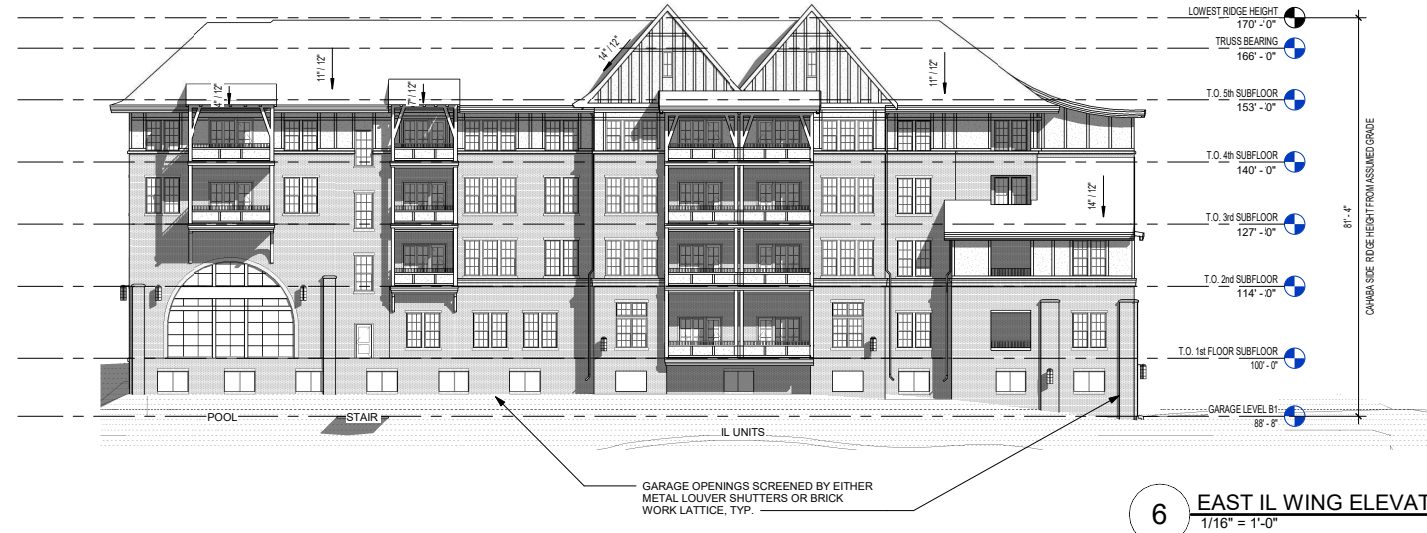 LOWEST RIDGE HEIGHT
170' - 0"
TRUSS BEARING
166' - 0"
14" / 12"
11" / 12"
11" / 12"
4" / 12"
7" / 12"
T.O. 5th SUBFLOOR
153' - 0"
T.O. 4th SUBFLOOR
140' - 0"
14" / 12"
T.O. 3rd SUBFLOOR
127' - 0"
81' - 4"
CAHABA SIDE RIDGE HEIGHT FROM ASSUMED GRADE
T.O. 2nd SUBFLOOR
114' - 0"
T.O. 1st FLOOR SUBFLOOR
100' - 0"
GARAGE LEVEL B1
88' - 8"
POOL
STAIR
IL UNITS
GARAGE OPENINGS SCREENED BY EITHER
METAL LOUVER SHUTTERS OR BRICK
WORK LATTICE, TYP.
6
EAST IL WING ELEVAT
1/16" = 1'-0"